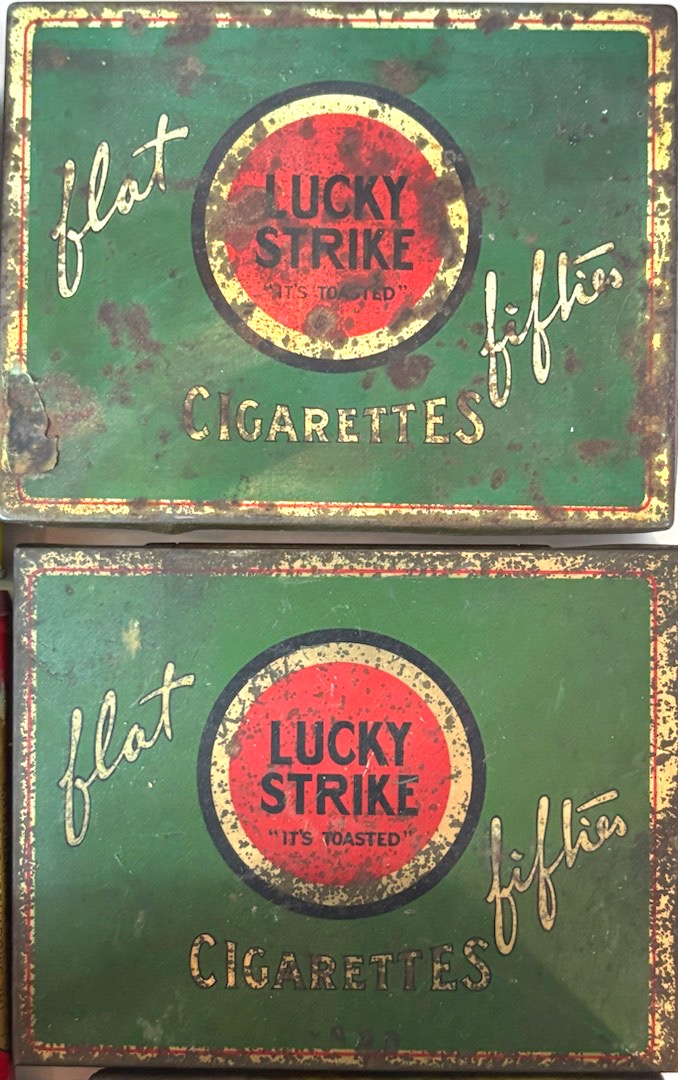 flat
LUCKY
STRIKE
"IT'S TOASTED"
fifties
CIGARETTES
flat
LUCKY
STRIKE
"IT'S TOASTED"
fifties
CIGARETTES